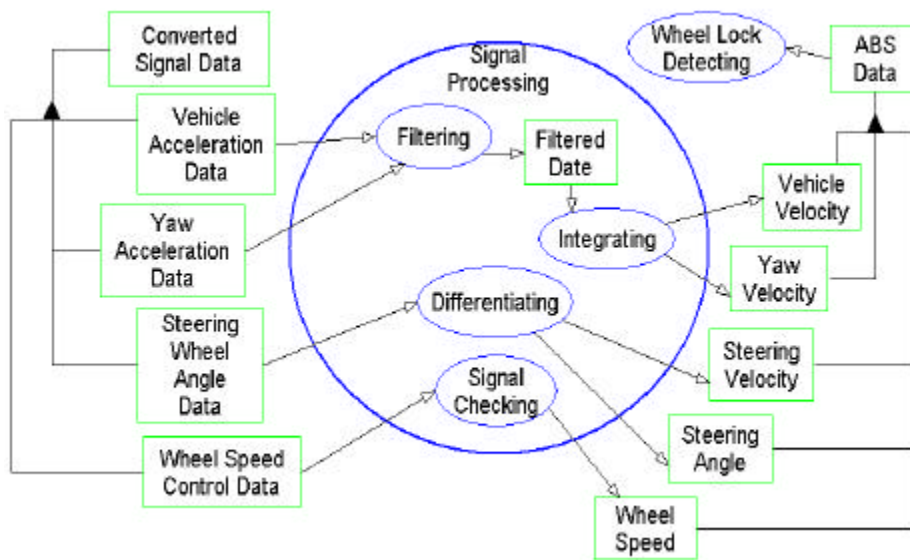 Converted
Signal Data
Vehicle
Acceleration
Data
Yaw
Acceleration
Data
Steering
Wheel
Angle
Data
Wheel Speed
Control Data
Signal
Processing
Filtering
Filtered
Date
Integrating
Differentiating
Signal
Checking
Wheel Lock
Detecting
ABS
Data
Vehicle
Velocity
Yaw
Velocity
Steering
Velocity
Steering
Angle
Wheel
Speed